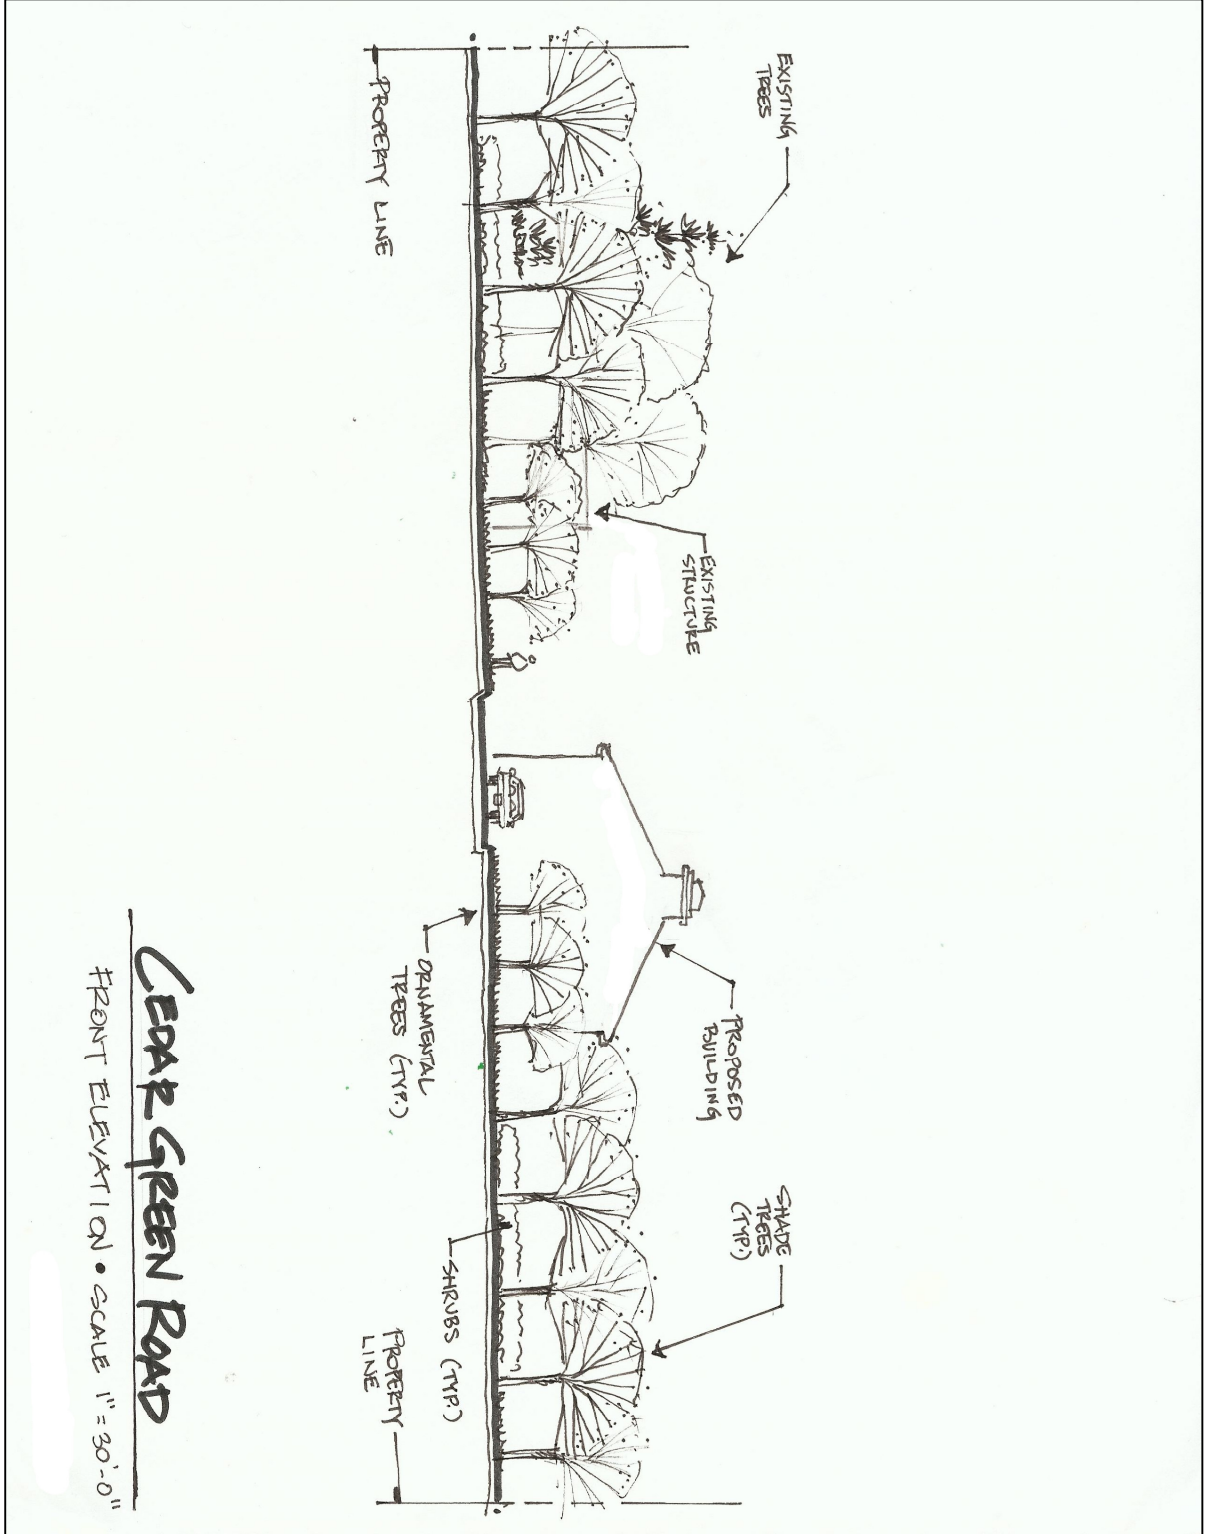 EXISTING
TREES
EXISTING
STRUCTURE
PROPOSED
BUILDING
SHADE
TREES
(TYP.)
PROPERTY LINE
ORNAMENTAL
TREES (TYP.)
SHRUBS (TYP.)
PROPERTY
LINE
CEDAR GREEN ROAD
FRONT ELEVATION • SCALE 1" = 30'-0"